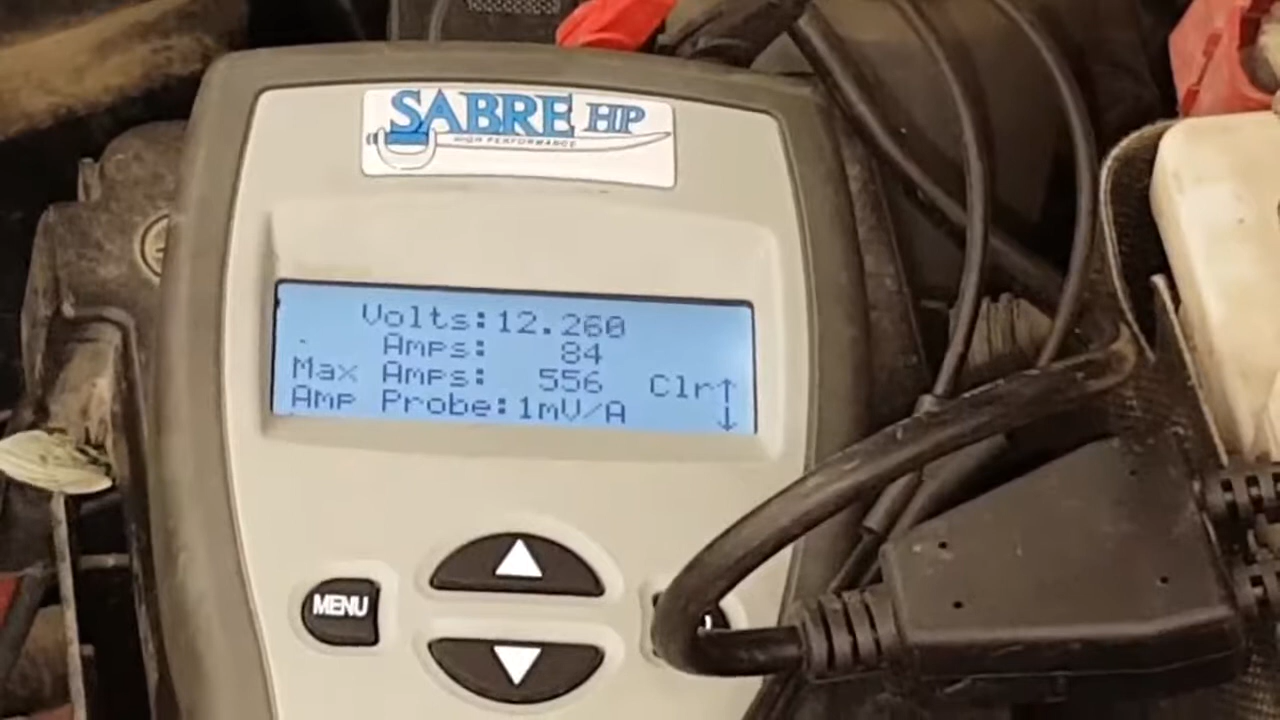 SABRE HP
HIGH PERFORMANCE
Volts:12.260
Amps: 84
Max Amps: 556 Clr↑
Amp Probe:1mV/A ↓
MENU